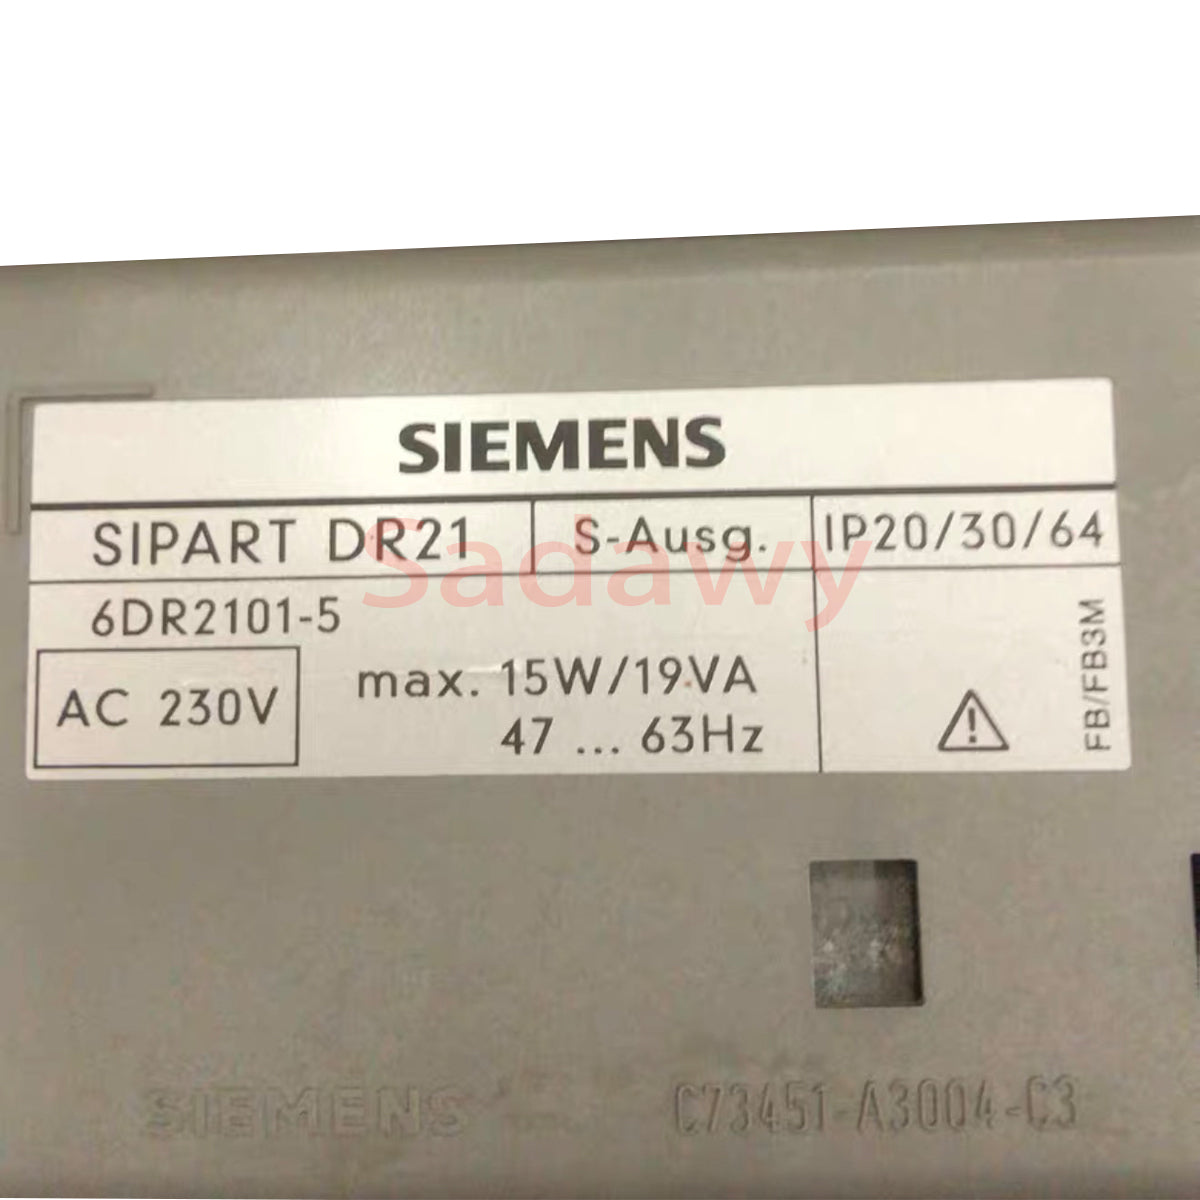 SIEMENS
SIPART DR21 S-Ausg. IP20/30/64
6DR2101-5
AC 230V max. 15W/19VA
47 ... 63Hz
FB/FB3M
Sadawy
SIEMENS C73451-A3004-C3